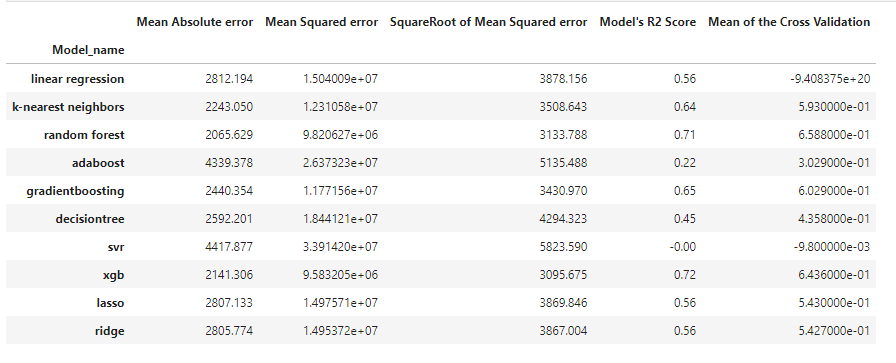 Mean Absolute error Mean Squared error SquareRoot of Mean Squared error Model's R2 Score Mean of the Cross Validation
Model_name
linear regression 2812.194 1.504009e+07 3878.156 0.56 -9.408375e+20
k-nearest neighbors 2243.050 1.231058e+07 3508.643 0.64 5.930000e-01
random forest 2065.629 9.820627e+06 3133.788 0.71 6.588000e-01
adaboost 4339.378 2.637323e+07 5135.488 0.22 3.029000e-01
gradientboosting 2440.354 1.177156e+07 3430.970 0.65 6.029000e-01
decisiontree 2592.201 1.844121e+07 4294.323 0.45 4.358000e-01
svr 4417.877 3.391420e+07 5823.590 -0.00 -9.800000e-03
xgb 2141.306 9.583205e+06 3095.675 0.72 6.436000e-01
lasso 2807.133 1.497571e+07 3869.846 0.56 5.430000e-01
ridge 2805.774 1.495372e+07 3867.004 0.56 5.427000e-01